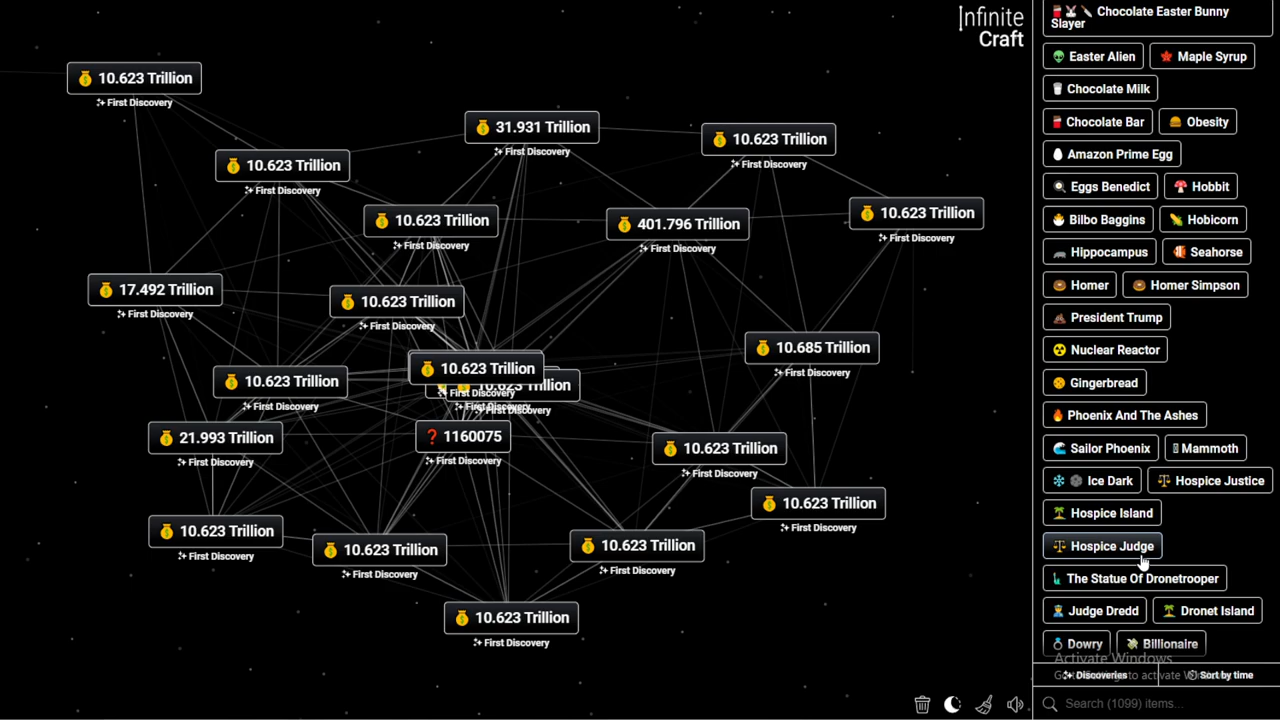 Infinite
Craft
💰 10.623 Trillion
✨ First Discovery
💰 31.931 Trillion
✨ First Discovery
💰 10.623 Trillion
✨ First Discovery
💰 10.623 Trillion
✨ First Discovery
💰 10.623 Trillion
✨ First Discovery
💰 401.796 Trillion
✨ First Discovery
💰 10.623 Trillion
✨ First Discovery
💰 17.492 Trillion
✨ First Discovery
💰 10.623 Trillion
✨ First Discovery
💰 10.685 Trillion
✨ First Discovery
💰 10.623 Trillion
💰 10.623 Trillion
✨ First Discovery
✨ First Discovery
First Discovery
💰 10.623 Trillion
✨ First Discovery
💰 21.993 Trillion
✨ First Discovery
❓ 1160075
✨ First Discovery
💰 10.623 Trillion
✨ First Discovery
💰 10.623 Trillion
✨ First Discovery
💰 10.623 Trillion
✨ First Discovery
💰 10.623 Trillion
✨ First Discovery
💰 10.623 Trillion
✨ First Discovery
💰 10.623 Trillion
✨ First Discovery
Chocolate Easter Bunny
Slayer
Easter Alien Maple Syrup
Chocolate Milk
Chocolate Bar Obesity
Amazon Prime Egg
Eggs Benedict Hobbit
Bilbo Baggins Hobicorn
Hippocampus Seahorse
Homer Homer Simpson
President Trump
Nuclear Reactor
Gingerbread
Phoenix And The Ashes
Sailor Phoenix Mammoth
Ice Dark Hospice Justice
Hospice Island
Hospice Judge
The Statue Of Dronetrooper
Judge Dredd Dronet Island
Dowry Billionaire
Activate Windows
Discoveries Sort by time
Search (1099) items...